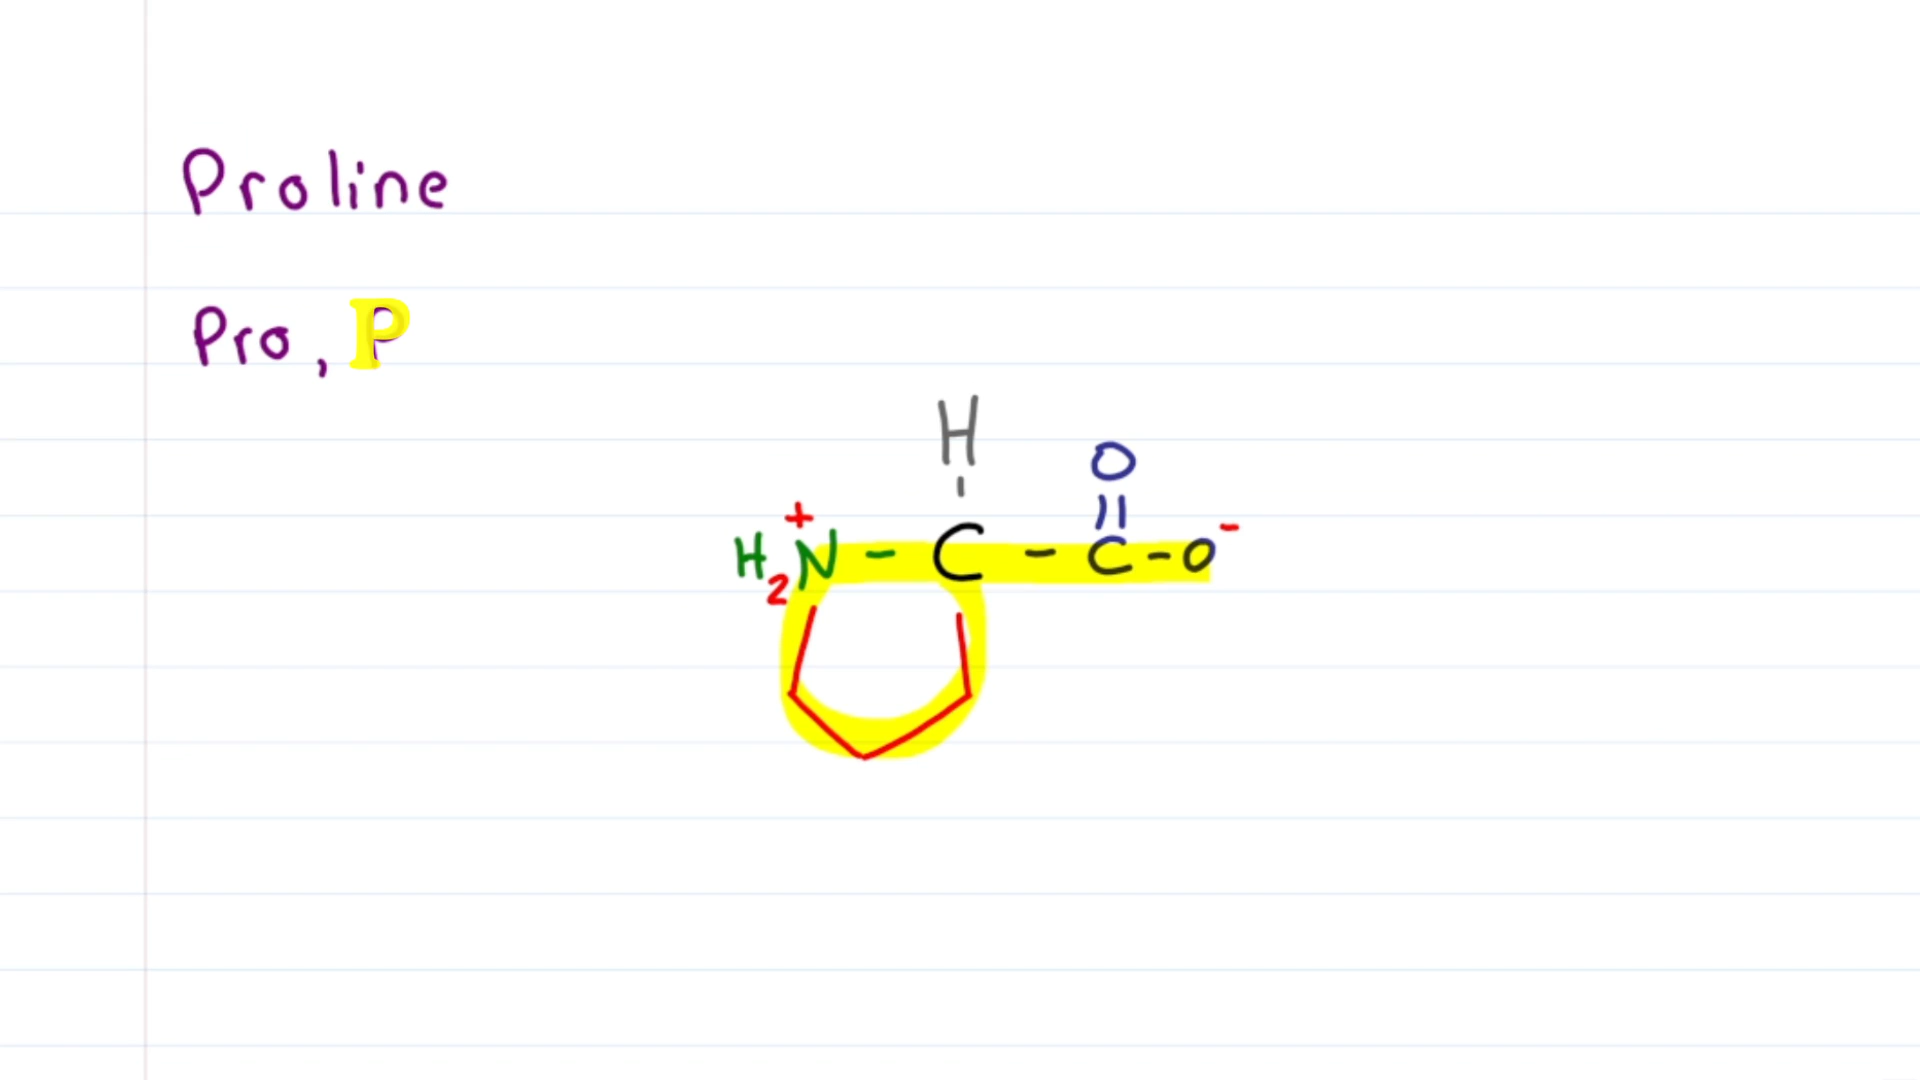 Proline
Pro, P
H
O
+ -
H₂N - C - C - O